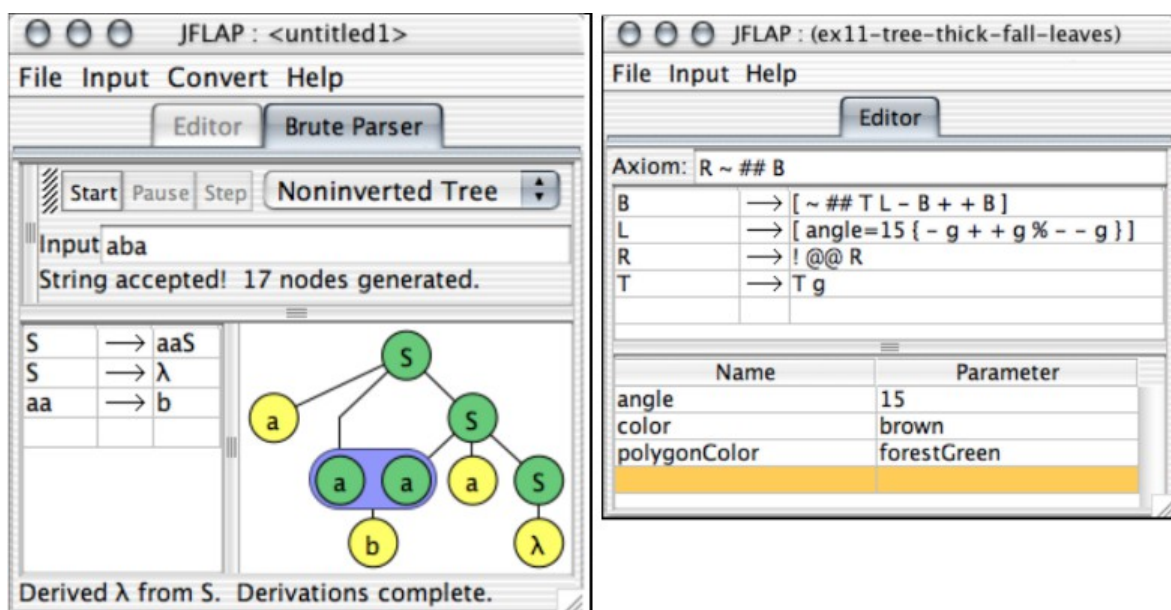 JFLAP : <untitled1>
File Input Convert Help
Editor Brute Parser
Start Pause Step Noninverted Tree
Input aba
String accepted! 17 nodes generated.
S → aaS
S → λ
aa → b
S
a S
a a a S
b λ
Derived λ from S. Derivations complete.
JFLAP : (ex11-tree-thick-fall-leaves)
File Input Help
Editor
Axiom: R ~ ## B
B → [ ~ ## T L - B + + B ]
L → [ angle=15 { - g + + g % - - g } ]
R → ! @@ R
T → T g
Name Parameter
angle 15
color brown
polygonColor forestGreen